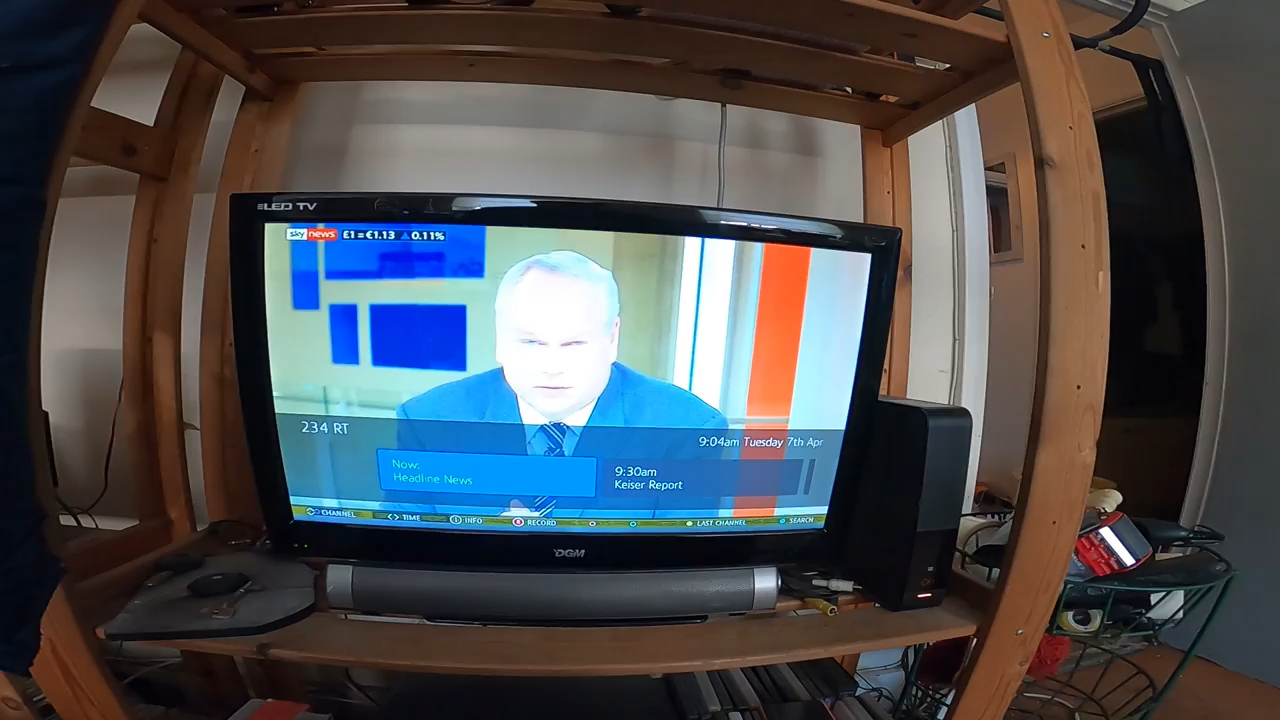 LED TV
sky news £1 = €1.13 0.11%
234 RT
9:04am Tuesday 7th Apr
Now:
Headline News
9:30am
Keiser Report
CHANNEL <> TIME i INFO R RECORD LAST CHANNEL SEARCH
DGM